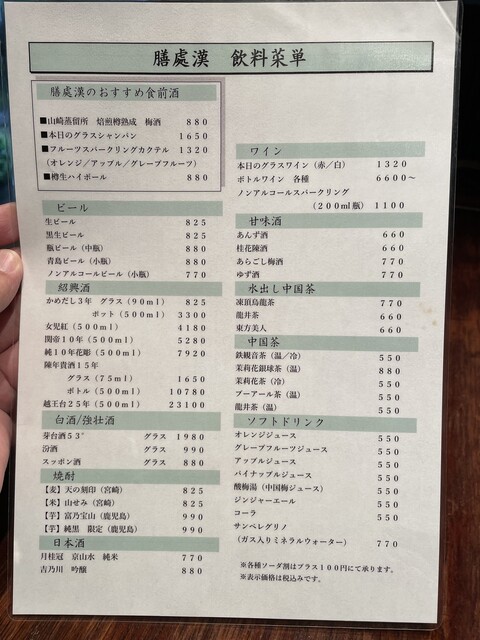 膳處漢 飲料菜単
膳處漢のおすすめ食前酒
■山崎蒸留所 焙煎樽熟成 梅酒 880
■本日のグラスシャンパン 1650
■フルーツスパークリングカクテル 1320
(オレンジ/アップル/グレープフルーツ)
■樽生ハイボール 880
ビール
生ビール 825
黒生ビール 825
瓶ビール(中瓶) 880
青島ビール(小瓶) 880
ノンアルコールビール(小瓶) 770
紹興酒
かめだし3年 グラス(90ml) 825
ポット(500ml) 3300
女児紅(500ml) 4180
関帝10年(500ml) 5280
純10年花彫(500ml) 7920
陳年貴酒15年
グラス(75ml) 1650
ボトル(500ml) 10780
越王台25年(500ml) 23100
白酒/強壮酒
芽台酒53° グラス 1980
汾酒 グラス 990
スッポン酒 グラス 880
焼酎
【麦】天の刻印(宮崎) 825
【米】山せみ(宮崎) 825
【芋】富乃宝山(鹿児島) 990
【芋】純黒 限定(鹿児島) 990
日本酒
月桂冠 京山水 純米 770
吉乃川 吟醸 880
ワイン
本日のグラスワイン(赤/白) 1320
ボトルワイン 各種 6600～
ノンアルコールスパークリング
(200ml瓶) 1100
甘味酒
あんず酒 660
桂花陳酒 660
あらごし梅酒 770
ゆず酒 770
水出し中国茶
凍頂烏龍茶 770
龍井茶 660
東方美人 660
中国茶
鉄観音茶(温/冷) 550
茉莉花銀球茶(温) 880
茉莉花茶(冷) 550
プーアール茶(温) 550
龍井茶(温) 550
ソフトドリンク
オレンジジュース 550
グレープフルーツジュース 550
アップルジュース 550
パイナップルジュース 550
酸梅湯(中国梅ジュース) 550
ジンジャーエール 550
コーラ 550
サンペレグリノ
(ガス入りミネラルウォーター) 770
※各種ソーダ割はプラス100円にて承ります。
※表示価格は税込みです。